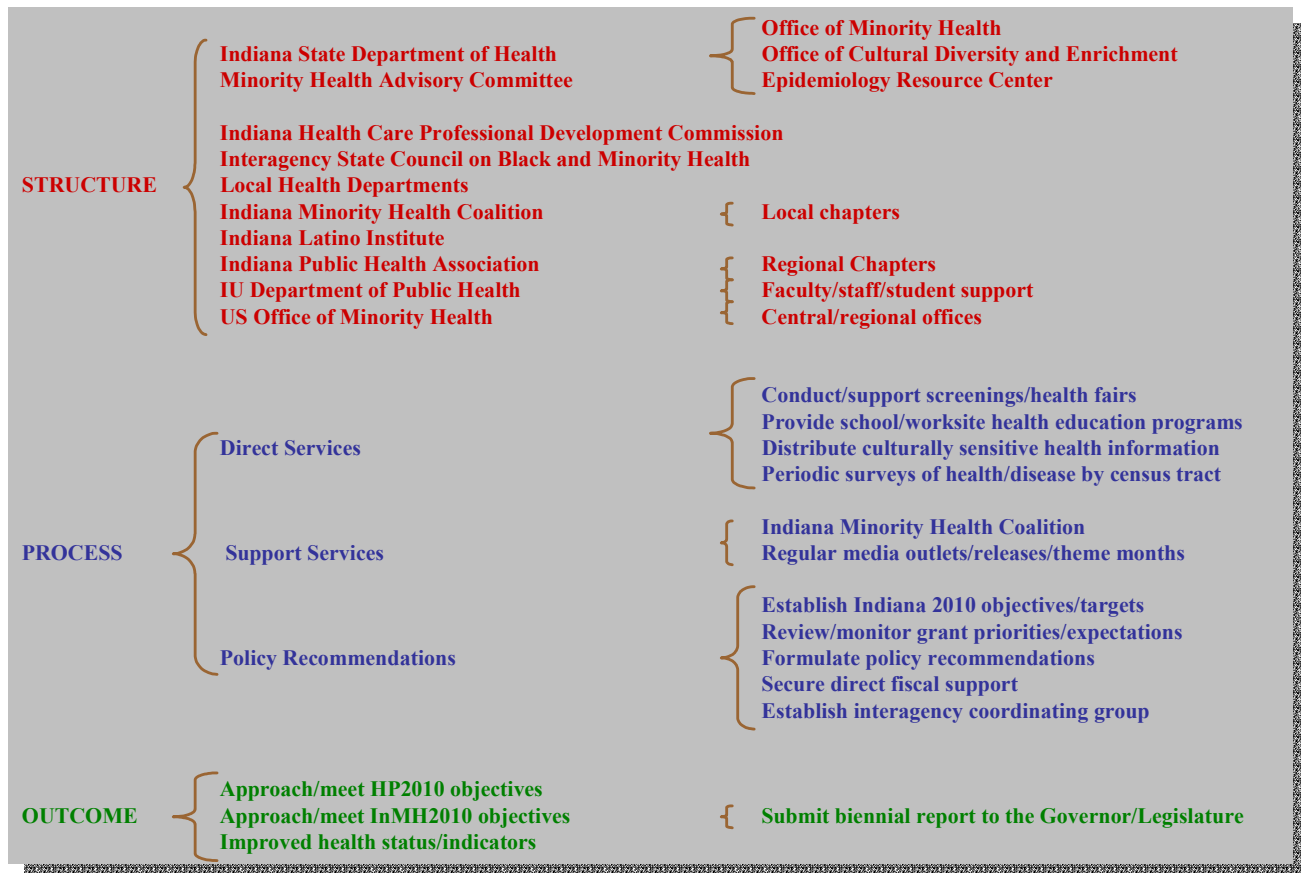 Office of Minority Health
Indiana State Department of Health Office of Cultural Diversity and Enrichment
Minority Health Advisory Committee Epidemiology Resource Center
Indiana Health Care Professional Development Commission
Interagency State Council on Black and Minority Health
STRUCTURE Local Health Departments
Indiana Minority Health Coalition Local chapters
Indiana Latino Institute
Indiana Public Health Association Regional Chapters
IU Department of Public Health Faculty/staff/student support
US Office of Minority Health Central/regional offices
Conduct/support screenings/health fairs
Provide school/worksite health education programs
Direct Services Distribute culturally sensitive health information
Periodic surveys of health/disease by census tract
Indiana Minority Health Coalition
PROCESS Support Services Regular media outlets/releases/theme months
Establish Indiana 2010 objectives/targets
Review/monitor grant priorities/expectations
Policy Recommendations Formulate policy recommendations
Secure direct fiscal support
Establish interagency coordinating group
Approach/meet HP2010 objectives
OUTCOME Approach/meet InMH2010 objectives Submit biennial report to the Governor/Legislature
Improved health status/indicators